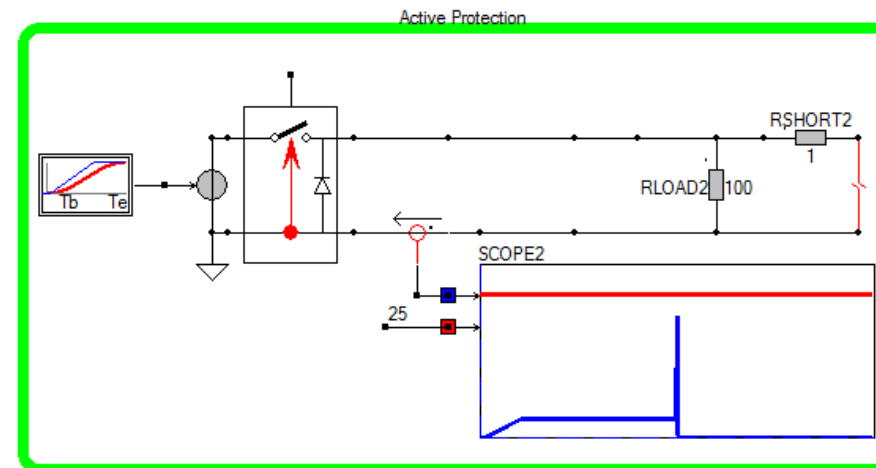 Active Protection
RSHORT2
1
Tb Te
RLOAD2 100
SCOPE2
25